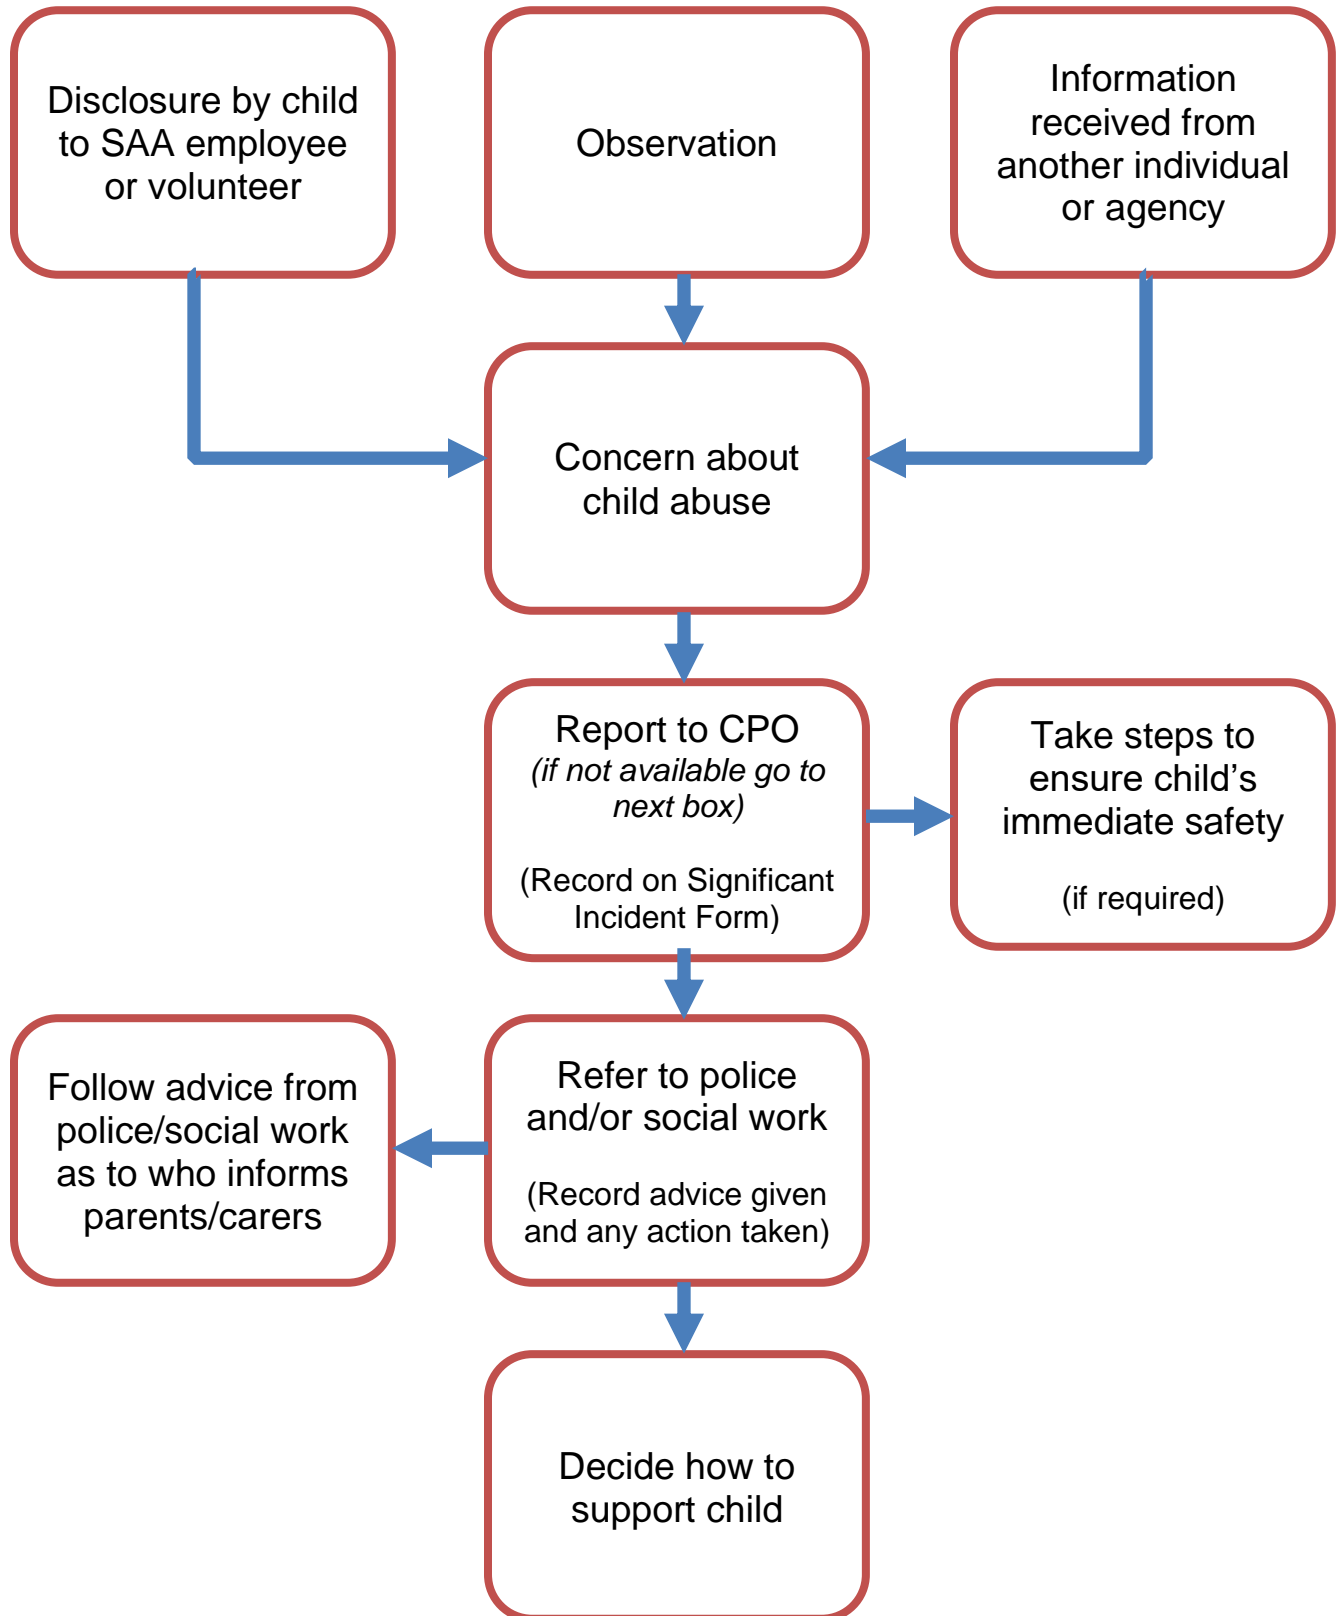 Disclosure by child
to SAA employee
or volunteer
Observation
Information
received from
another individual
or agency
Concern about
child abuse
Report to CPO
(if not available go to
next box)
(Record on Significant
Incident Form)
Take steps to
ensure child’s
immediate safety
(if required)
Follow advice from
police/social work
as to who informs
parents/carers
Refer to police
and/or social work
(Record advice given
and any action taken)
Decide how to
support child